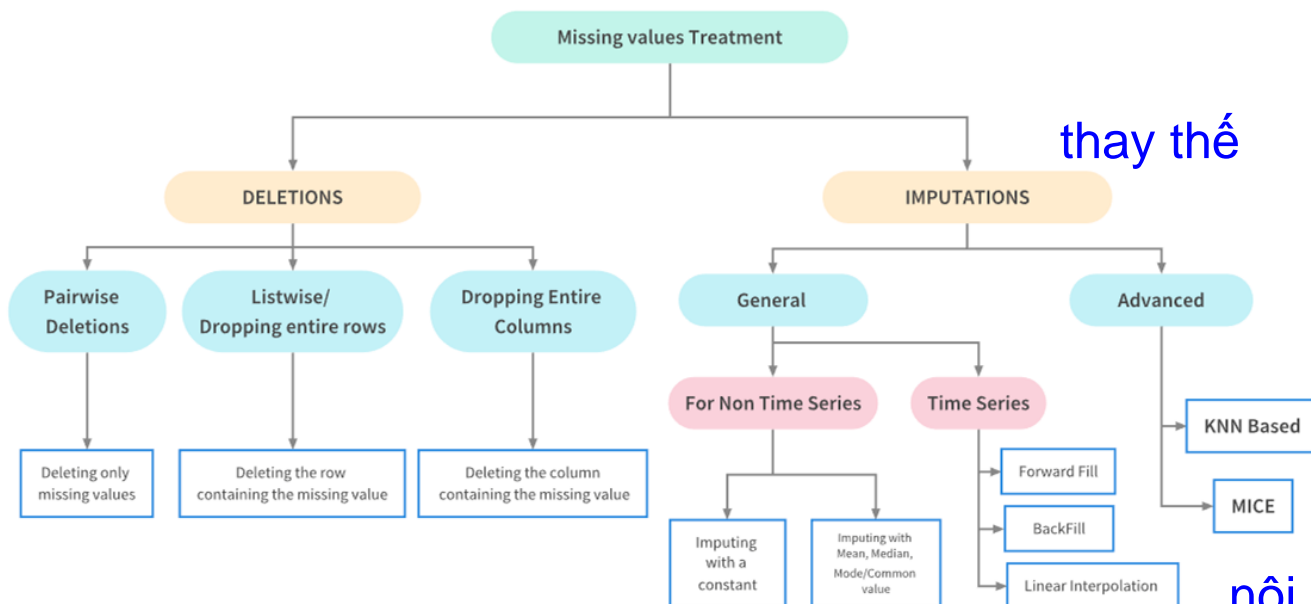 Missing values Treatment
thay thế
DELETIONS
IMPUTATIONS
Pairwise
Deletions
Listwise/
Dropping entire rows
Dropping Entire
Columns
General
Advanced
For Non Time Series
Time Series
KNN Based
Deleting only
missing values
Deleting the row
containing the missing value
Deleting the column
containing the missing value
Forward Fill
MICE
BackFill
Imputing
with a
constant
Imputing with
Mean, Median,
Mode/Common
value
Linear Interpolation